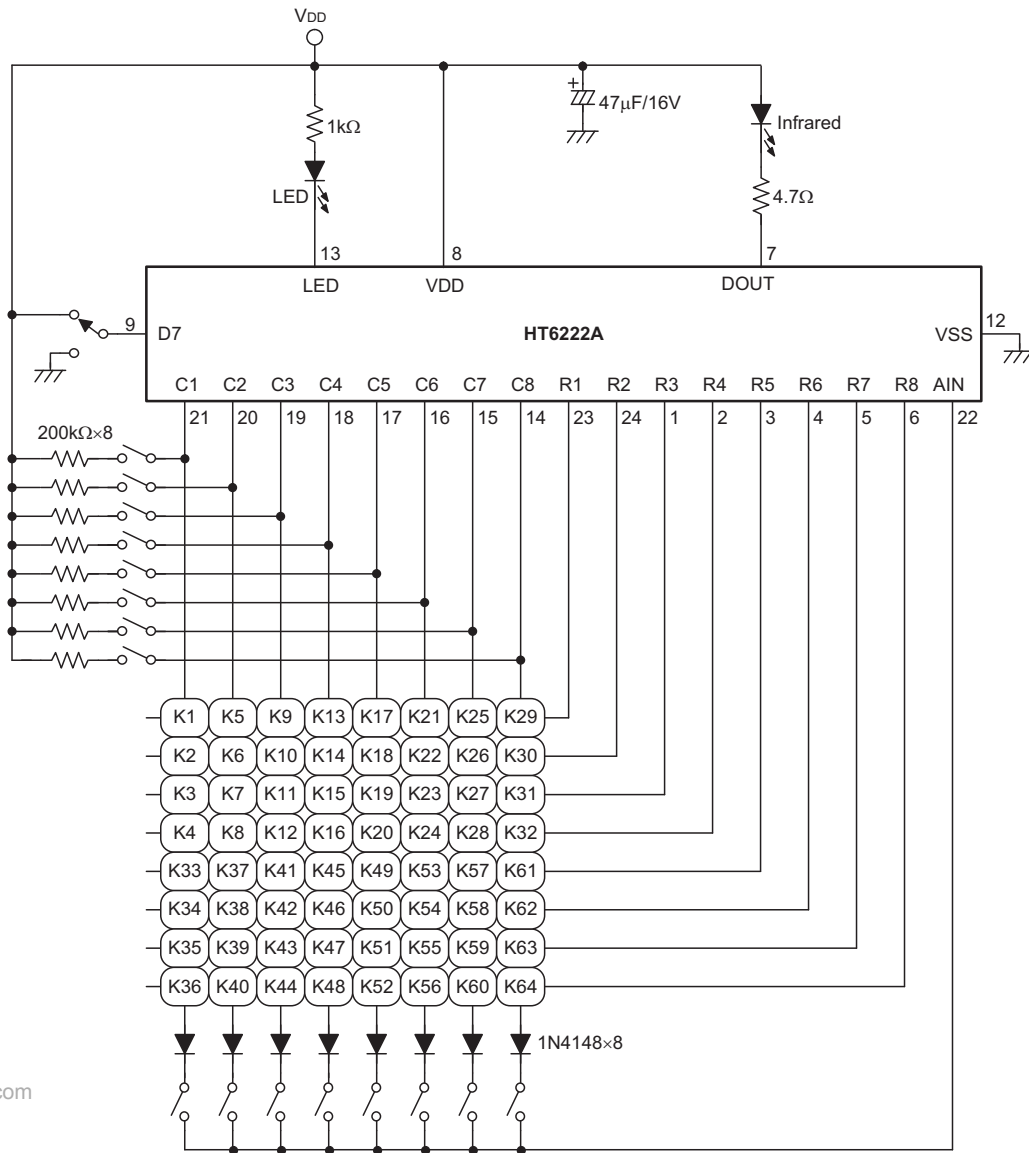 VDD
1kΩ
47μF/16V
+
Infrared
LED
4.7Ω
13
8
7
LED
VDD
DOUT
9
D7
HT6222A
VSS
12
C1 C2 C3 C4 C5 C6 C7 C8 R1 R2 R3 R4 R5 R6 R7 R8 AIN
21 20 19 18 17 16 15 14 23 24 1 2 3 4 5 6 22
200kΩ×8
K1 K5 K9 K13 K17 K21 K25 K29
K2 K6 K10 K14 K18 K22 K26 K30
K3 K7 K11 K15 K19 K23 K27 K31
K4 K8 K12 K16 K20 K24 K28 K32
K33 K37 K41 K45 K49 K53 K57 K61
K34 K38 K42 K46 K50 K54 K58 K62
K35 K39 K43 K47 K51 K55 K59 K63
K36 K40 K44 K48 K52 K56 K60 K64
1N4148×8
com